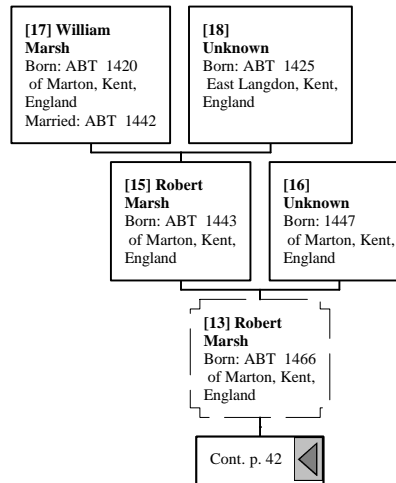 [17] William
Marsh
Born: ABT 1420
of Marton, Kent,
England
Married: ABT 1442
[18]
Unknown
Born: ABT 1425
East Langdon, Kent,
England
[15] Robert
Marsh
Born: ABT 1443
of Marton, Kent,
England
[16]
Unknown
Born: 1447
of Marton, Kent,
England
[13] Robert
Marsh
Born: ABT 1466
of Marton, Kent,
England
Cont. p. 42